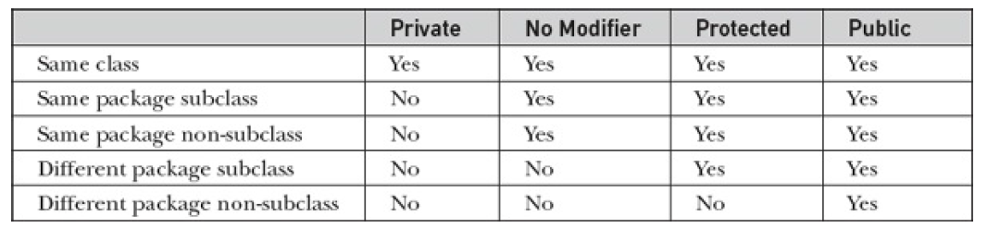 Private No Modifier Protected Public
Same class Yes Yes Yes Yes
Same package subclass No Yes Yes Yes
Same package non-subclass No Yes Yes Yes
Different package subclass No No Yes Yes
Different package non-subclass No No No Yes